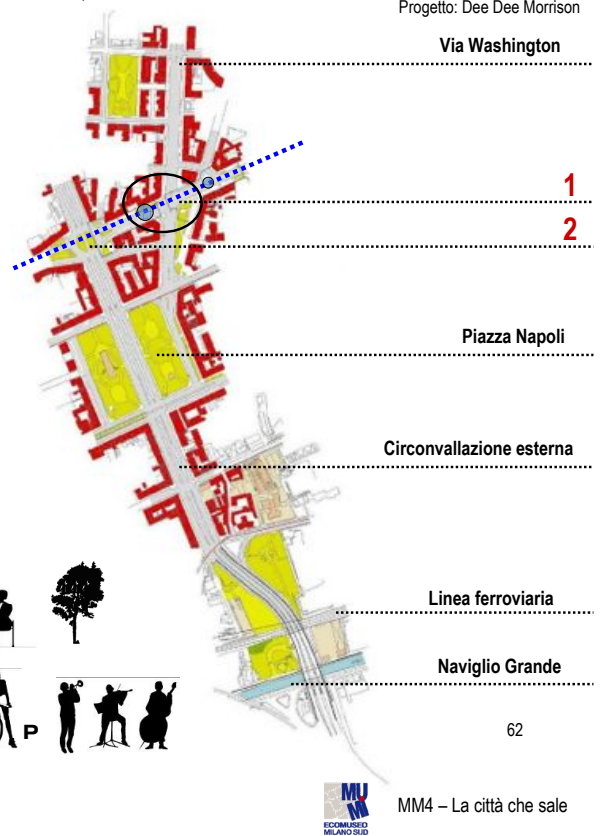 Progetto: Dee Dee Morrison
Via Washington
1
2
Piazza Napoli
Circonvallazione esterna
Linea ferroviaria
Naviglio Grande
P
62
MUMI
ECOMUSEO
MILANO SUD
MM4 – La città che sale